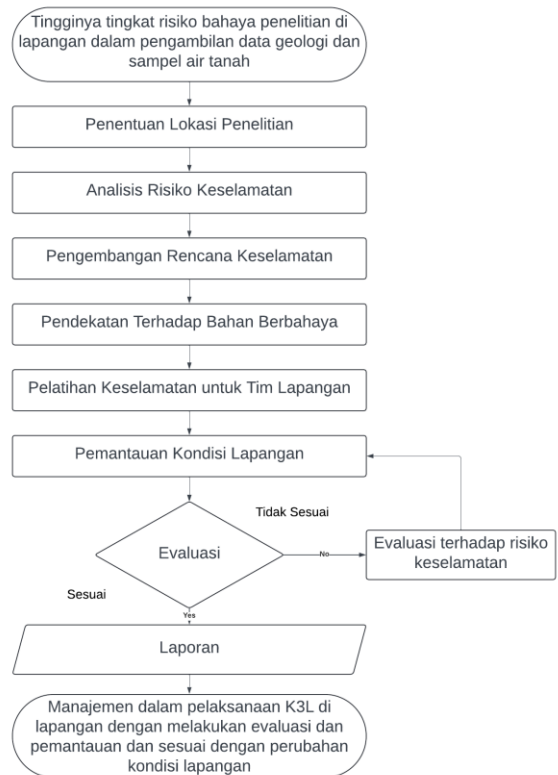 Tingginya tingkat risiko bahaya penelitian di
lapangan dalam pengambilan data geologi dan
sampel air tanah
Penentuan Lokasi Penelitian
Analisis Risiko Keselamatan
Pengembangan Rencana Keselamatan
Pendekatan Terhadap Bahan Berbahaya
Pelatihan Keselamatan untuk Tim Lapangan
Pemantauan Kondisi Lapangan
Tidak Sesuai
Evaluasi
No
Evaluasi terhadap risiko
keselamatan
Sesuai
Yes
Laporan
Manajemen dalam pelaksanaan K3L di
lapangan dengan melakukan evaluasi dan
pemantauan dan sesuai dengan perubahan
kondisi lapangan